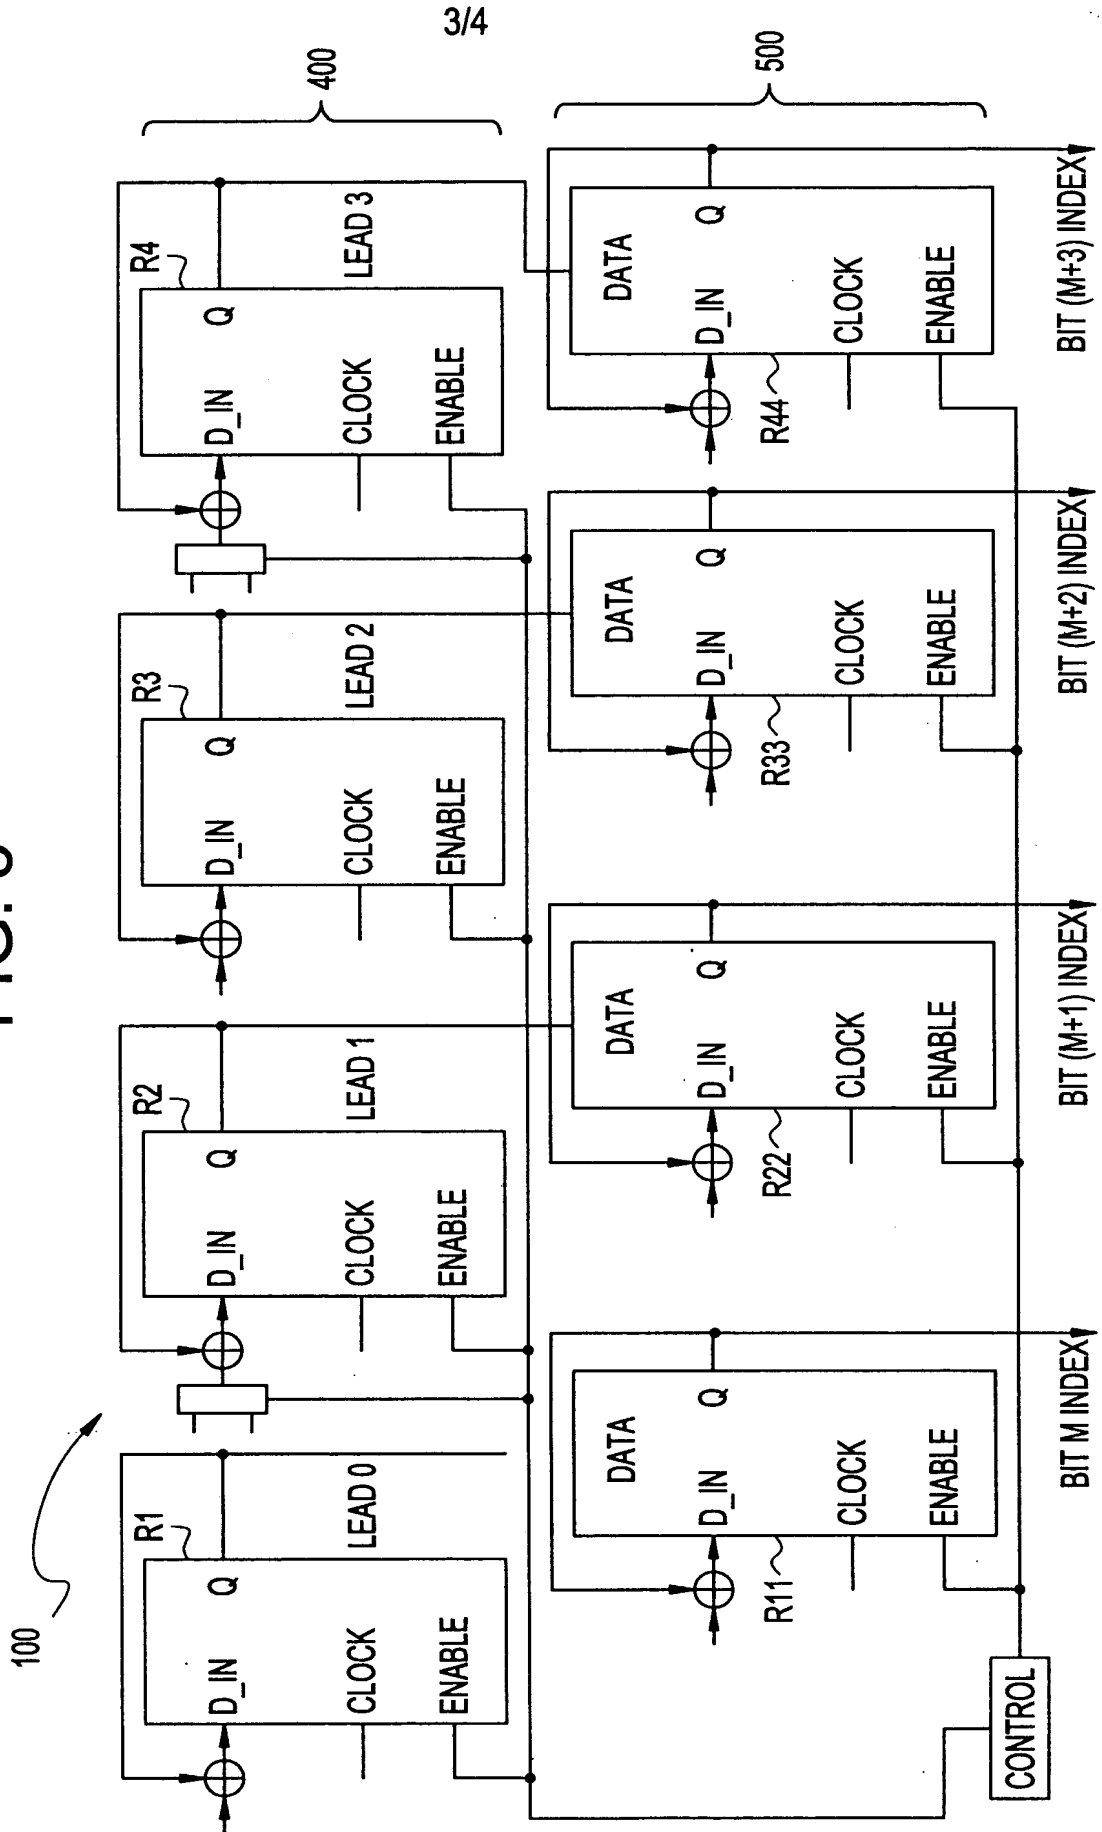 3/4
100
400
R1
D_IN Q
CLOCK
ENABLE
LEAD 0
R2
D_IN Q
CLOCK
ENABLE
LEAD 1
R3
D_IN Q
CLOCK
ENABLE
LEAD 2
R4
D_IN Q
CLOCK
ENABLE
LEAD 3
500
DATA
D_IN Q
CLOCK
ENABLE
R11
BIT M INDEX
DATA
D_IN Q
CLOCK
ENABLE
R22
BIT (M+1) INDEX
DATA
D_IN Q
CLOCK
ENABLE
R33
BIT (M+2) INDEX
DATA
D_IN Q
CLOCK
ENABLE
R44
BIT (M+3) INDEX
CONTROL